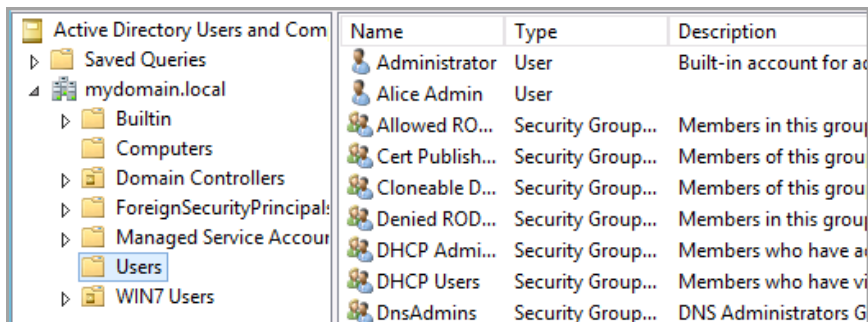 Active Directory Users and Com
Saved Queries
mydomain.local
Builtin
Computers
Domain Controllers
ForeignSecurityPrincipals
Managed Service Accour
Users
WIN7 Users
Name Type Description
Administrator User Built-in account for ad
Alice Admin User
Allowed RO... Security Group... Members in this group
Cert Publish... Security Group... Members of this grou
Cloneable D... Security Group... Members of this grou
Denied ROD... Security Group... Members in this group
DHCP Admi... Security Group... Members who have ad
DHCP Users Security Group... Members who have vi
DnsAdmins Security Group... DNS Administrators G